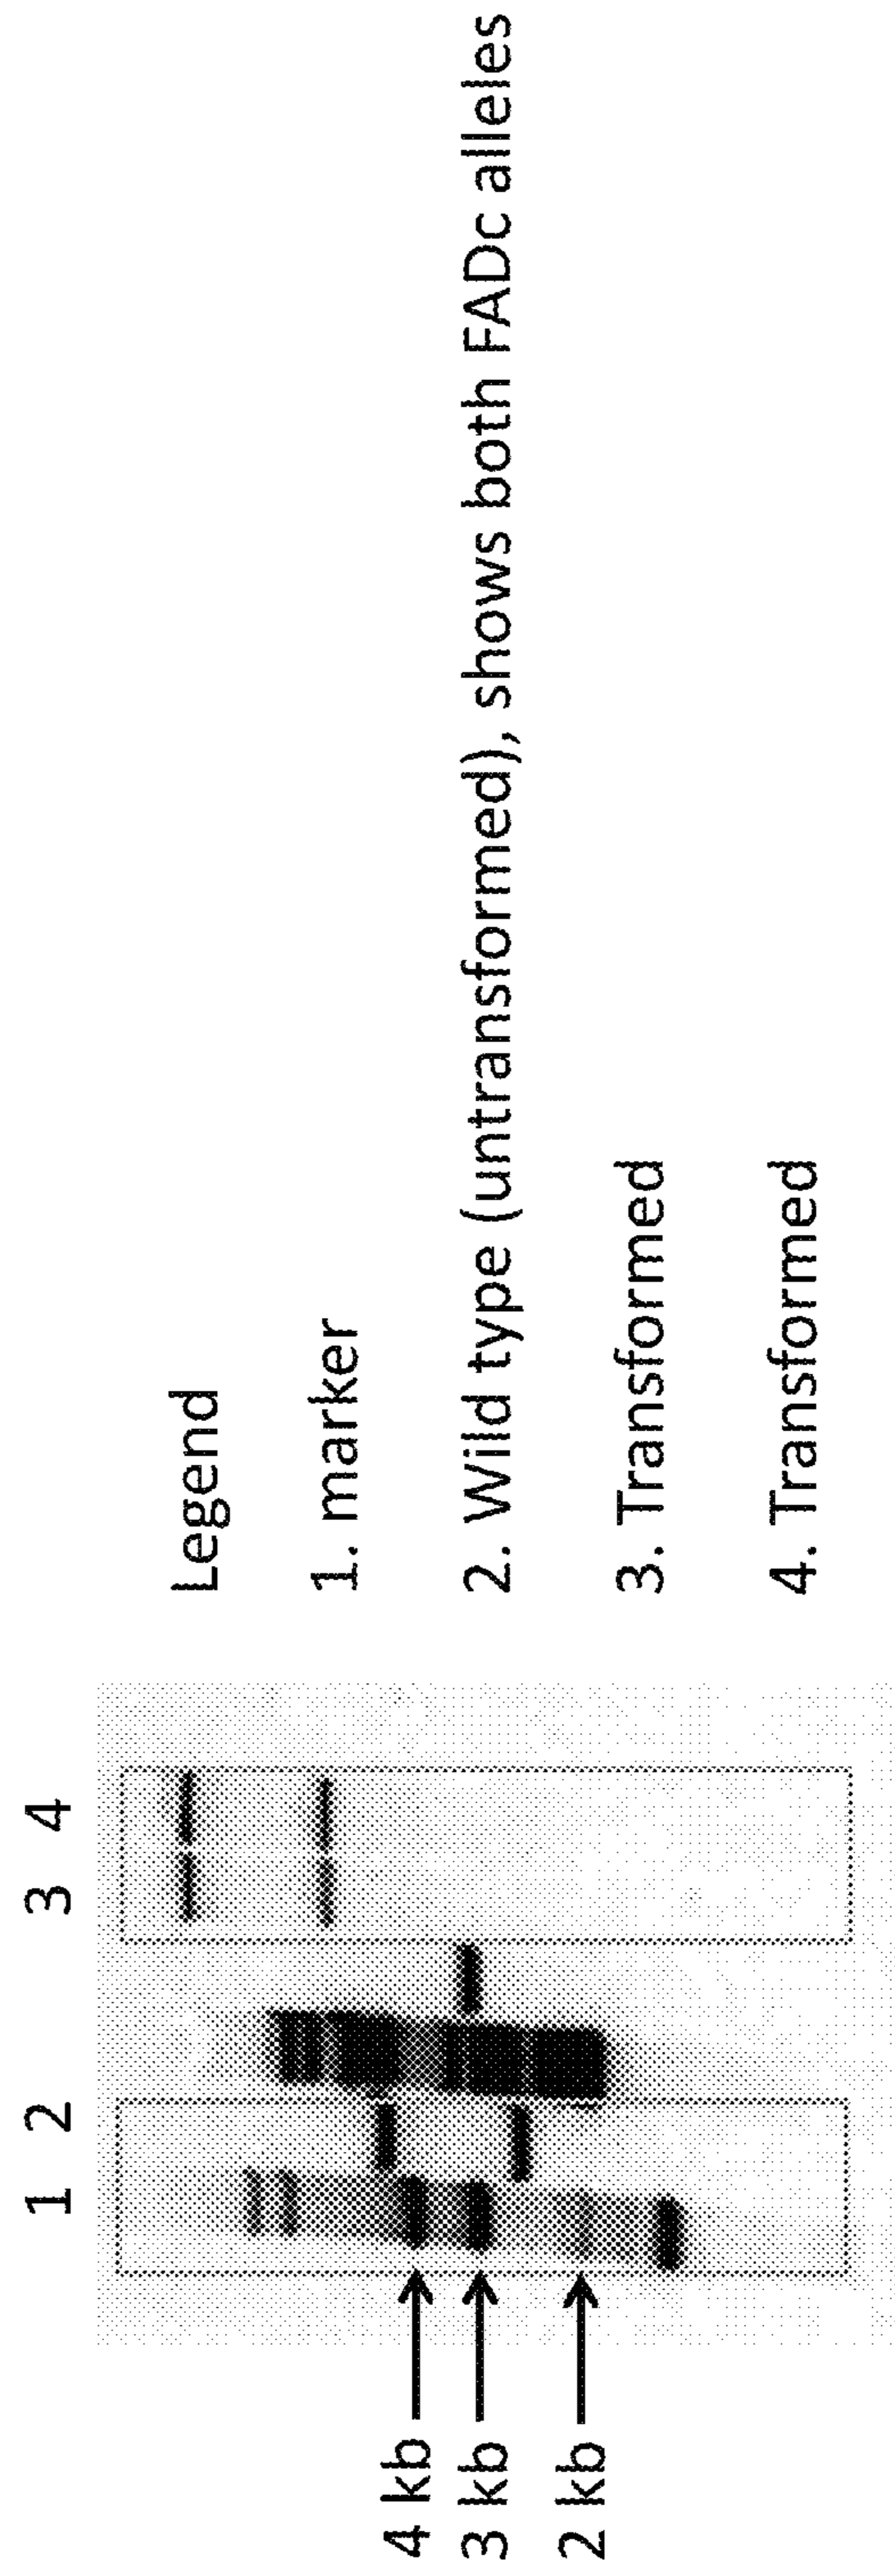 1 2 3 4
4 kb
3 kb
2 kb
Legend
1. marker
2. Wild type (untransformed), shows both FADc alleles
3. Transformed
4. Transformed